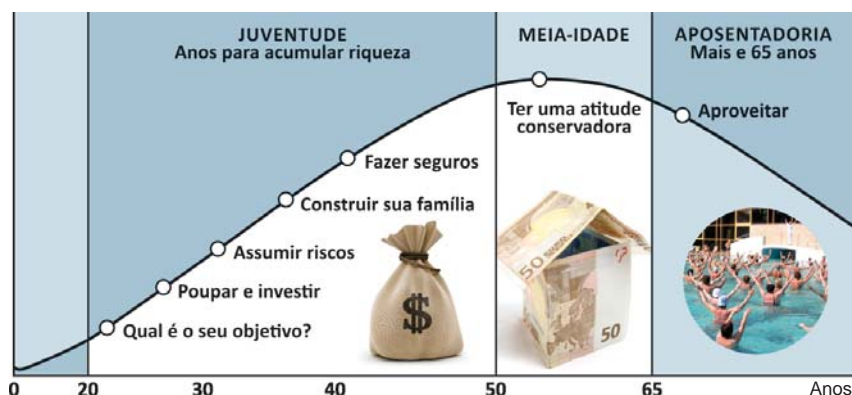 JUVENTUDE
Anos para acumular riqueza
MEIA-IDADE
APOSENTADORIA
Mais e 65 anos
Ter uma atitude
conservadora
Aproveitar
Fazer seguros
Construir sua família
Assumir riscos
Poupar e investir
Qual é o seu objetivo?
$
50
50
0 20 30 40 50 65 Anos